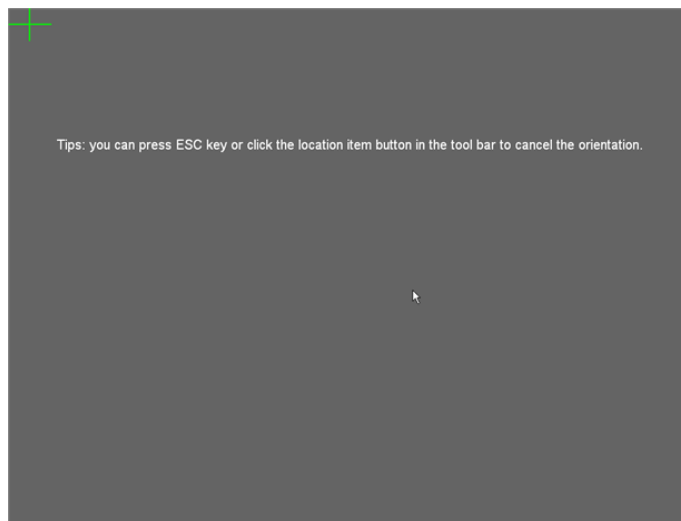 Tips: you can press ESC key or click the location item button in the tool bar to cancel the orientation.